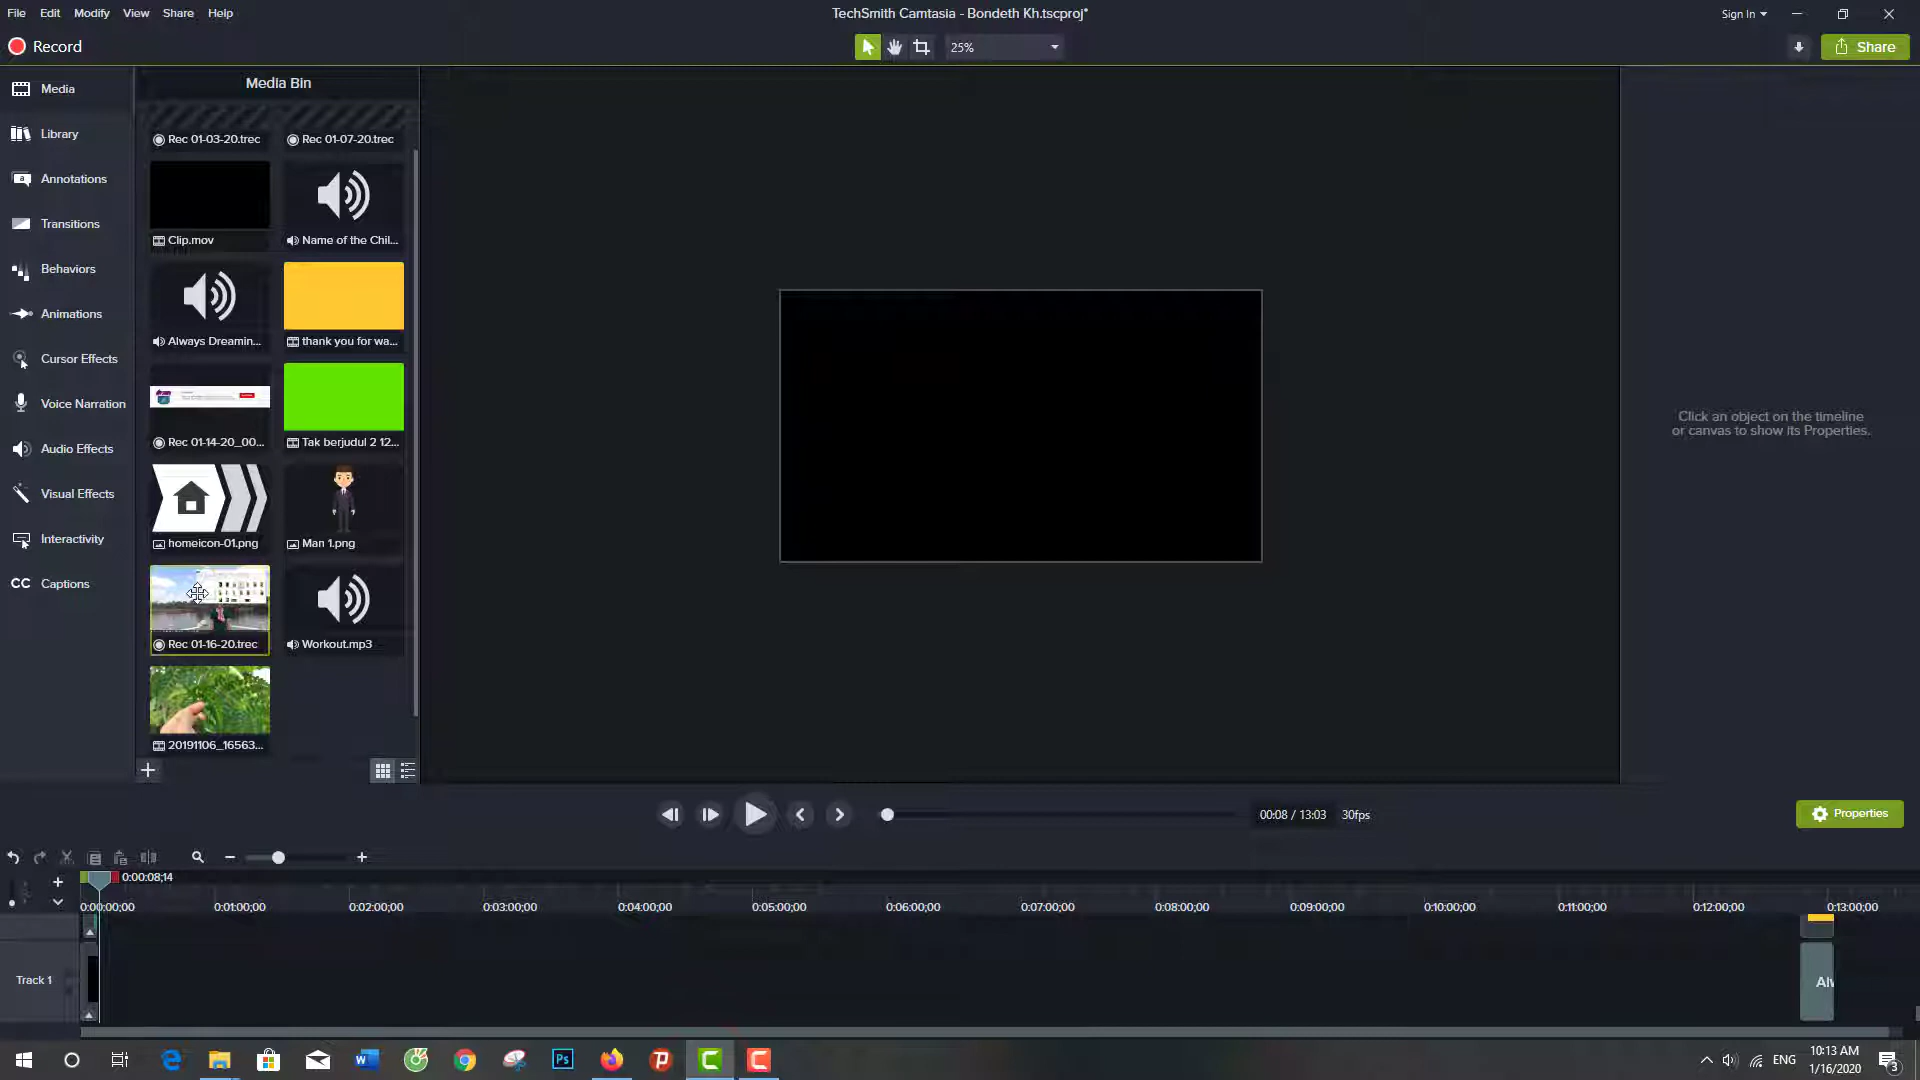 File Edit Modify View Share Help
TechSmith Camtasia - Bondeth Kh.tscproj*
Sign In
Record
25%
Share
Media
Library
Annotations
Transitions
Behaviors
Animations
Cursor Effects
Voice Narration
Audio Effects
Visual Effects
Interactivity
CC Captions
Media Bin
Rec 01-03-20.trec Rec 01-07-20.trec
Clip.mov Name of the Chil...
Always Dreamin... thank you for wa...
Rec 01-14-20_00... Tak berjudul 2 12...
homeicon-01.png Man 1.png
Rec 01-16-20.trec Workout.mp3
20191106_16563...
Click an object on the timeline
or canvas to show its Properties.
00:08 / 13:03 30fps
Properties
0:00:08;14
0:00:00;00 0:01:00;00 0:02:00;00 0:03:00;00 0:04:00;00 0:05:00;00 0:06:00;00 0:07:00;00 0:08:00;00 0:09:00;00 0:10:00;00 0:11:00;00 0:12:00;00 0:13:00;00
Track 1
ENG
10:13 AM
1/16/2020
3